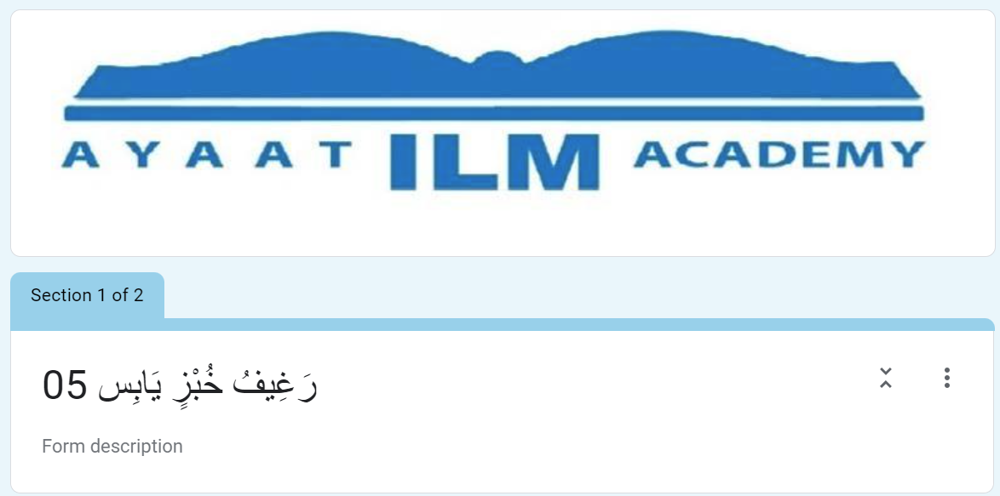 AYAAT ILM ACADEMY
Section 1 of 2
05 رَغِيفُ خُبْزٍ يَابِس
Form description